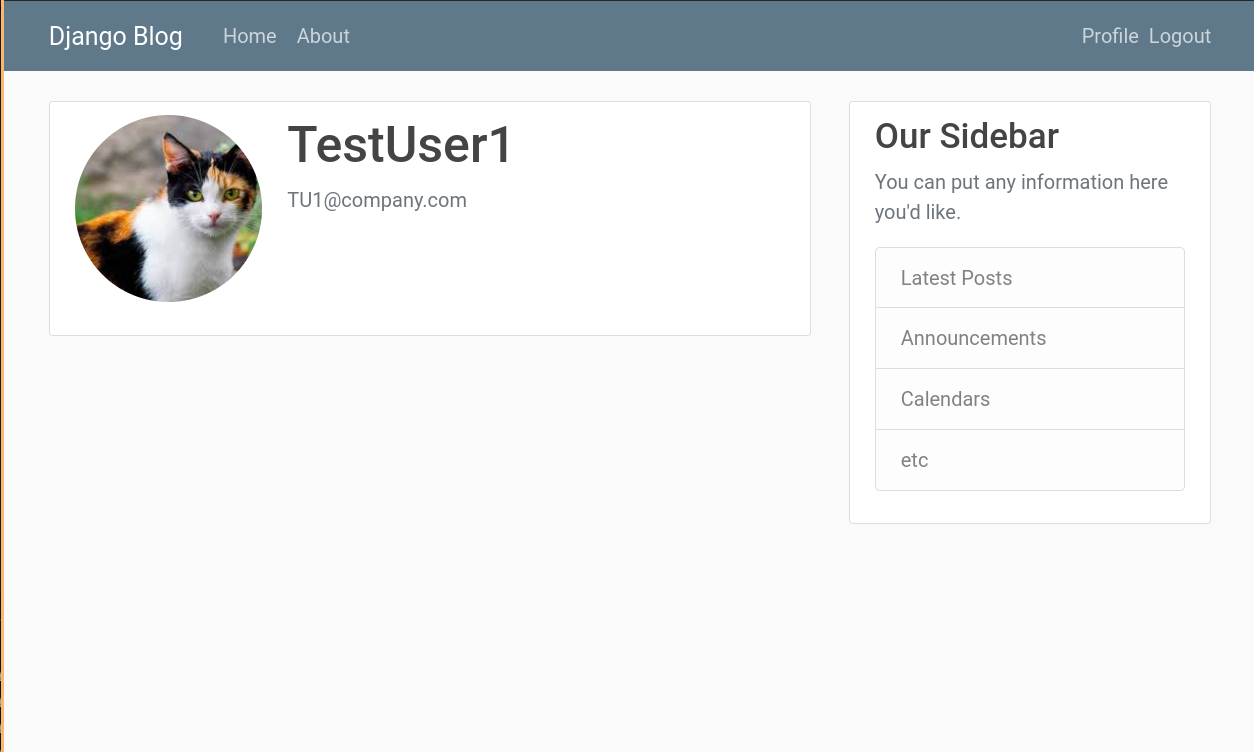 Django Blog Home About Profile Logout
TestUser1
TU1@company.com
Our Sidebar
You can put any information here
you'd like.
Latest Posts
Announcements
Calendars
etc